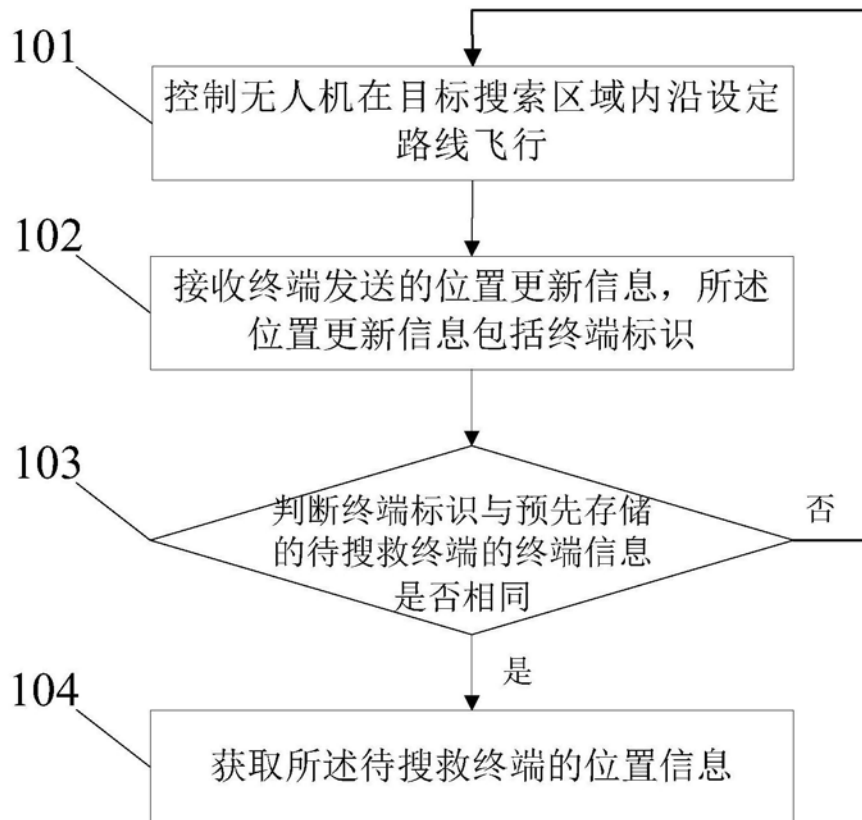 101
控制无人机在目标搜索区域内沿设定
路线飞行
102
接收终端发送的位置更新信息，所述
位置更新信息包括终端标识
103
判断终端标识与预先存储
的待搜救终端的终端信息
是否相同
否
是
104
获取所述待搜救终端的位置信息